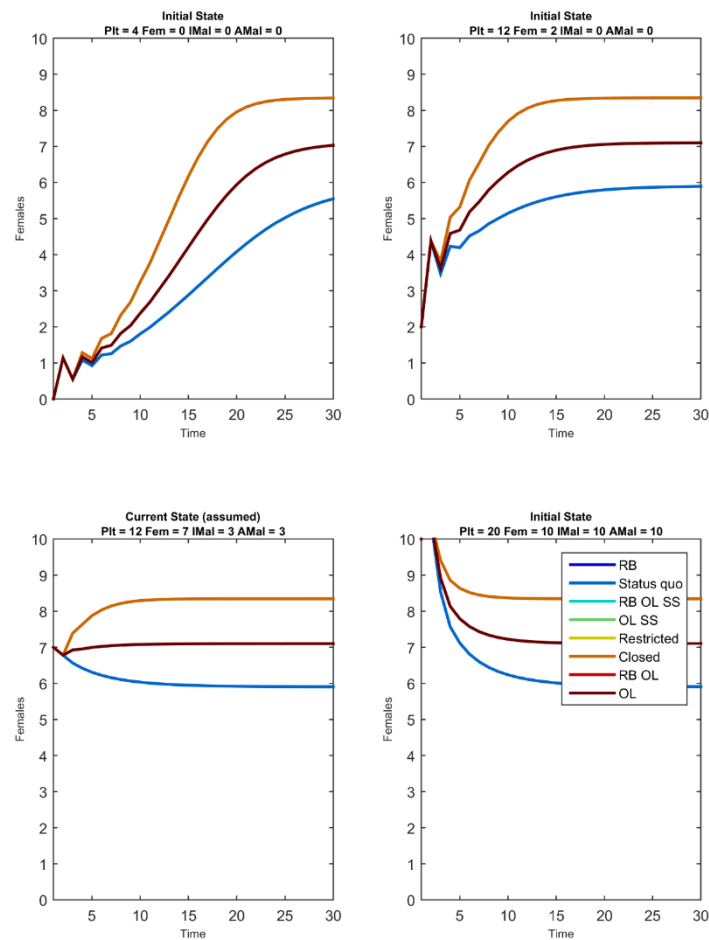 Initial State
Plt = 4 Fem = 0 IMal = 0 AMal = 0
10
9
8
7
6
5
4
3
2
1
0
Females
5 10 15 20 25 30
Time
Initial State
Plt = 12 Fem = 2 IMal = 0 AMal = 0
10
9
8
7
6
5
4
3
2
1
0
Females
5 10 15 20 25 30
Time
Current State (assumed)
Plt = 12 Fem = 7 IMal = 3 AMal = 3
10
9
8
7
6
5
4
3
2
1
0
Females
5 10 15 20 25 30
Time
Initial State
Plt = 20 Fem = 10 IMal = 10 AMal = 10
10
9
8
7
6
5
4
3
2
1
0
Females
RB
Status quo
RB OL SS
OL SS
Restricted
Closed
RB OL
OL
5 10 15 20 25 30
Time